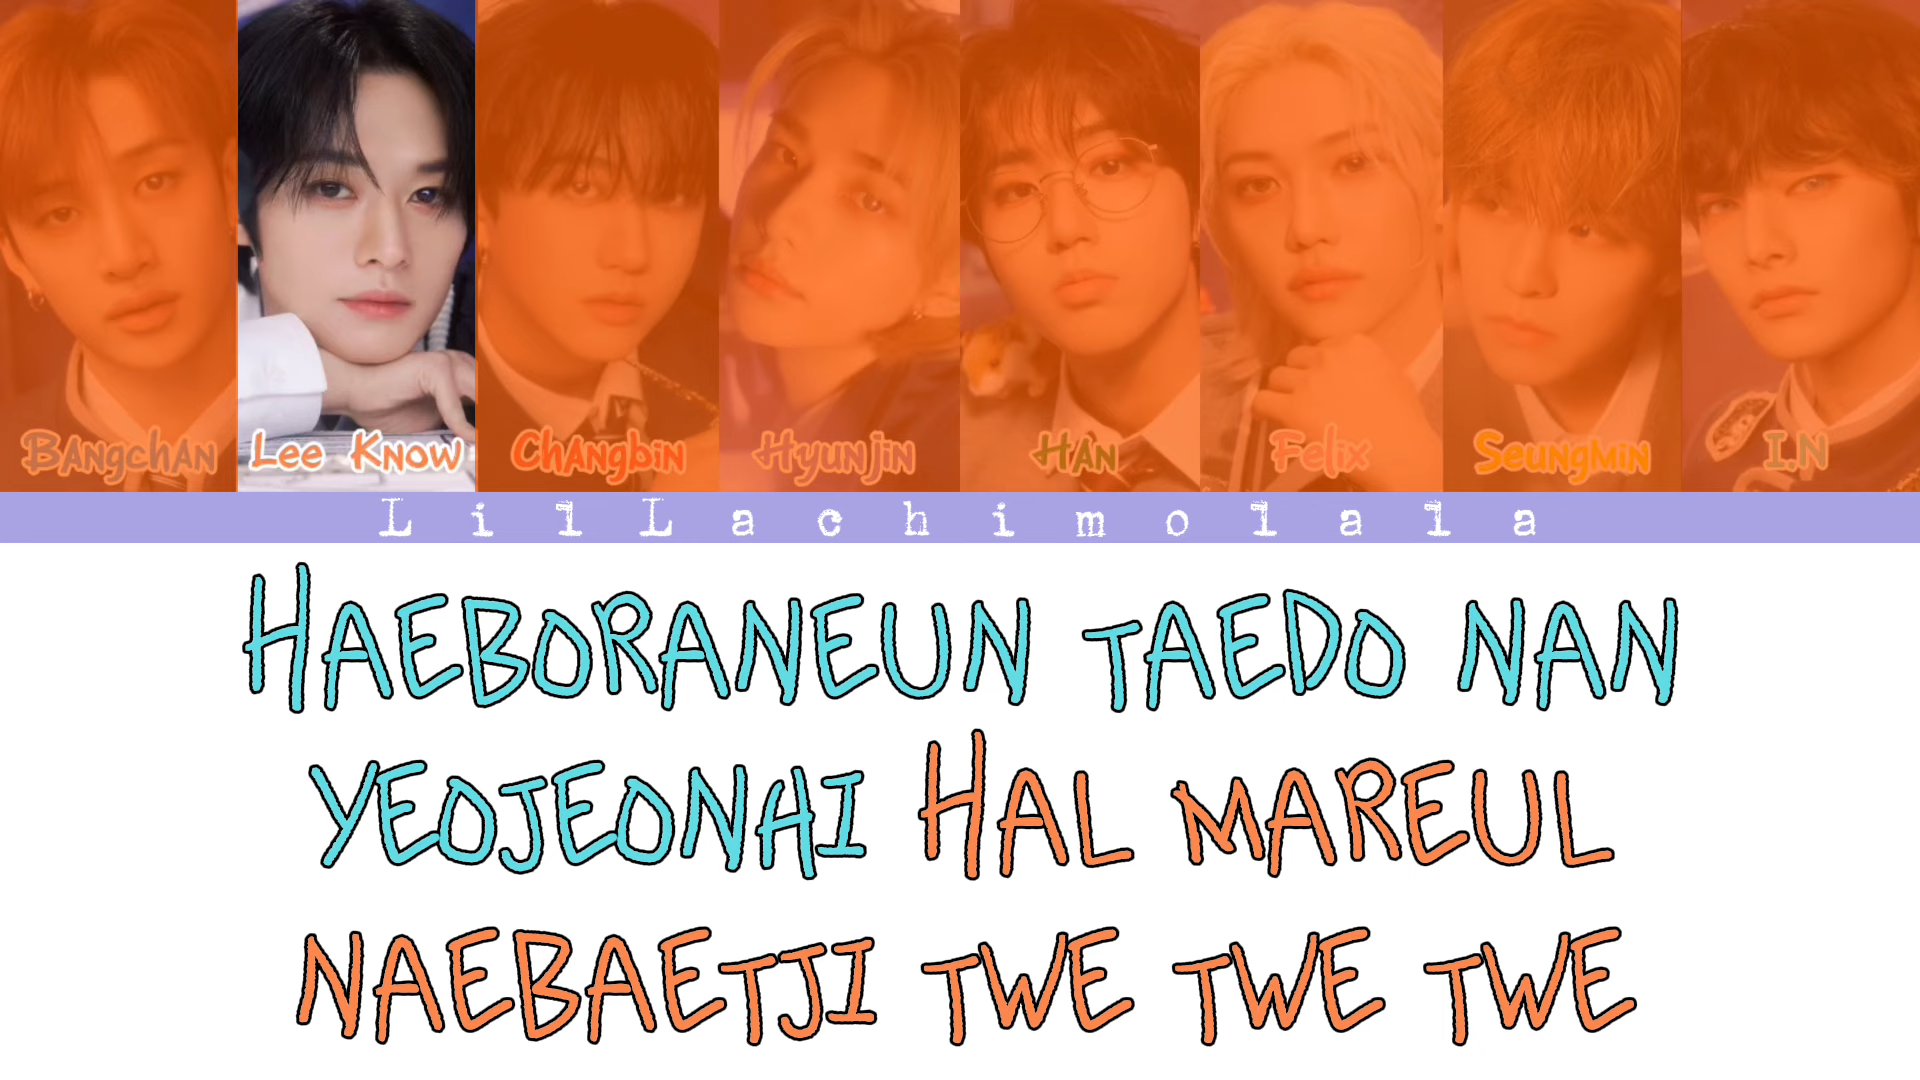 Bangchan Lee Know Changbin Hyunjin Han Felix Seungmin I.N
LilLachimolala
Haeboraneun taedo nan
yeojeonhi Hal mareul
naebaetji twe twe twe